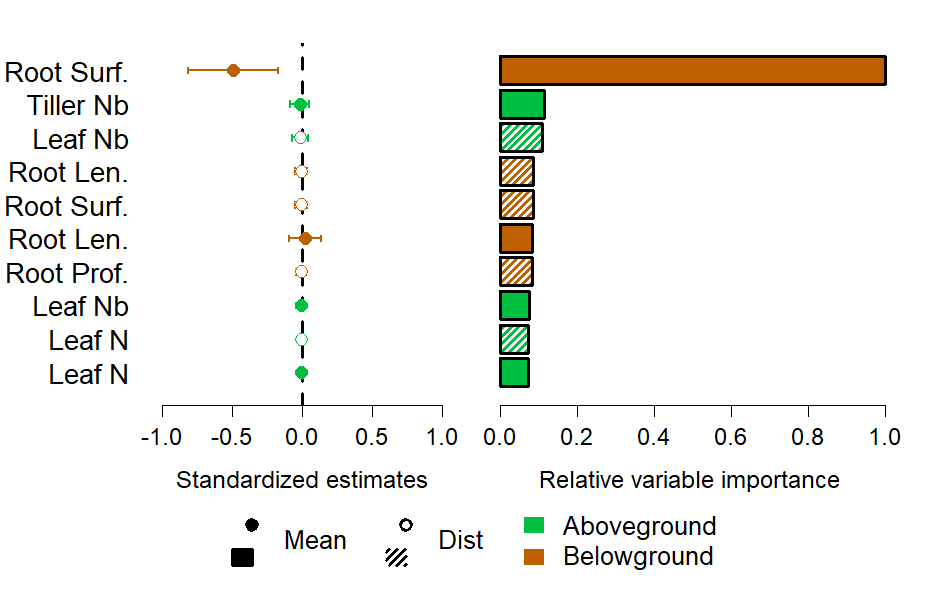 Root Surf.
Tiller Nb
Leaf Nb
Root Len.
Root Surf.
Root Len.
Root Prof.
Leaf Nb
Leaf N
Leaf N
-1.0 -0.5 0.0 0.5 1.0 0.0 0.2 0.4 0.6 0.8 1.0
Standardized estimates Relative variable importance
Mean Dist Aboveground
Belowground